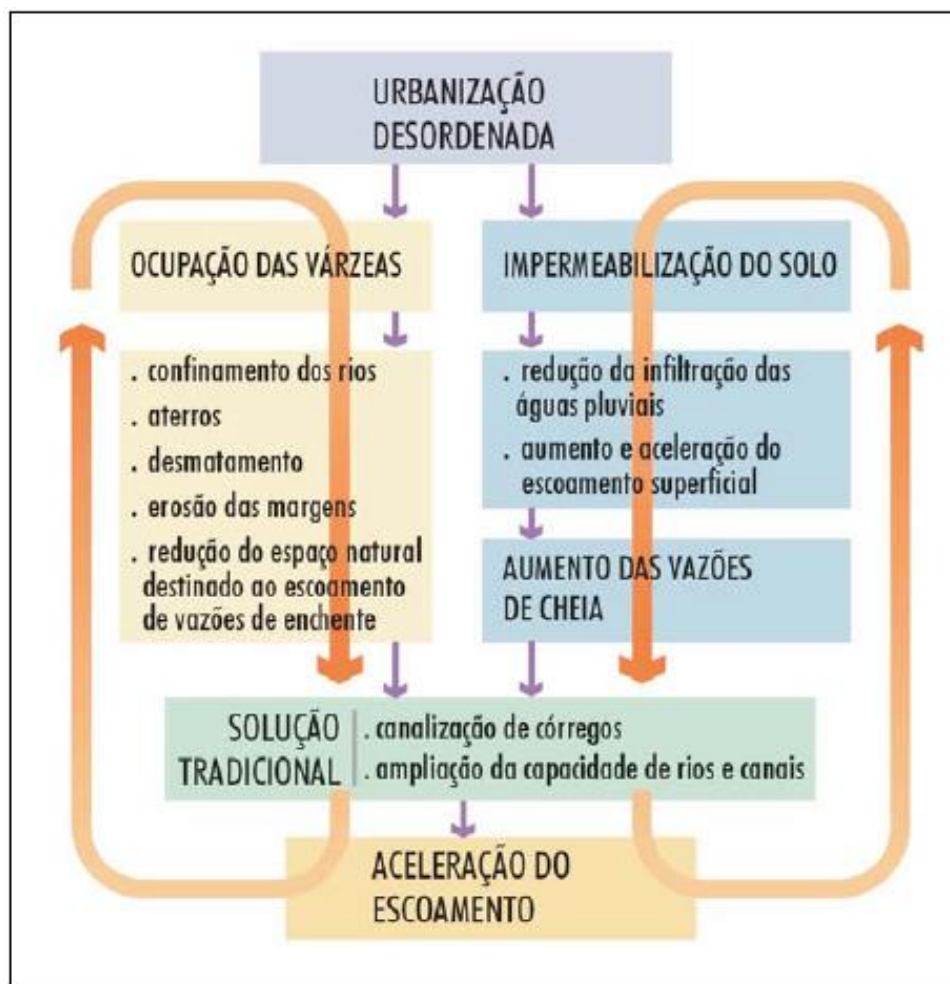 URBANIZAÇÃO
DESORDENADA
OCUPAÇÃO DAS VÁRZEAS
. confinamento dos rios
. aterros
. desmatamento
. erosão das margens
. redução do espaço natural
destinado ao escoamento
de vazões de enchente
IMPERMEABILIZAÇÃO DO SOLO
. redução da infiltração das
águas pluviais
. aumento e aceleração do
escoamento superficial
AUMENTO DAS VAZÕES
DE CHEIA
SOLUÇÃO
TRADICIONAL
. canalização de córregos
. ampliação da capacidade de rios e canais
ACELERAÇÃO DO
ESCOAMENTO